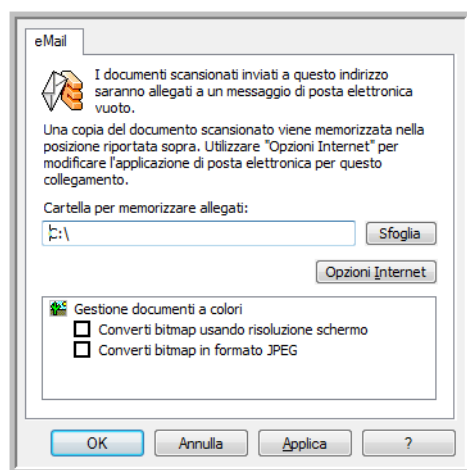 eMail
I documenti scansionati inviati a questo indirizzo
saranno allegati a un messaggio di posta elettronica
vuoto.
Una copia del documento scansionato viene memorizzata nella
posizione riportata sopra. Utilizzare "Opzioni Internet" per
modificare l'applicazione di posta elettronica per questo
collegamento.
Cartella per memorizzare allegati:
C:\
Sfoglia
Opzioni Internet
Gestione documenti a colori
Converti bitmap usando risoluzione schermo
Converti bitmap in formato JPEG
OK
Annulla
Applica
?